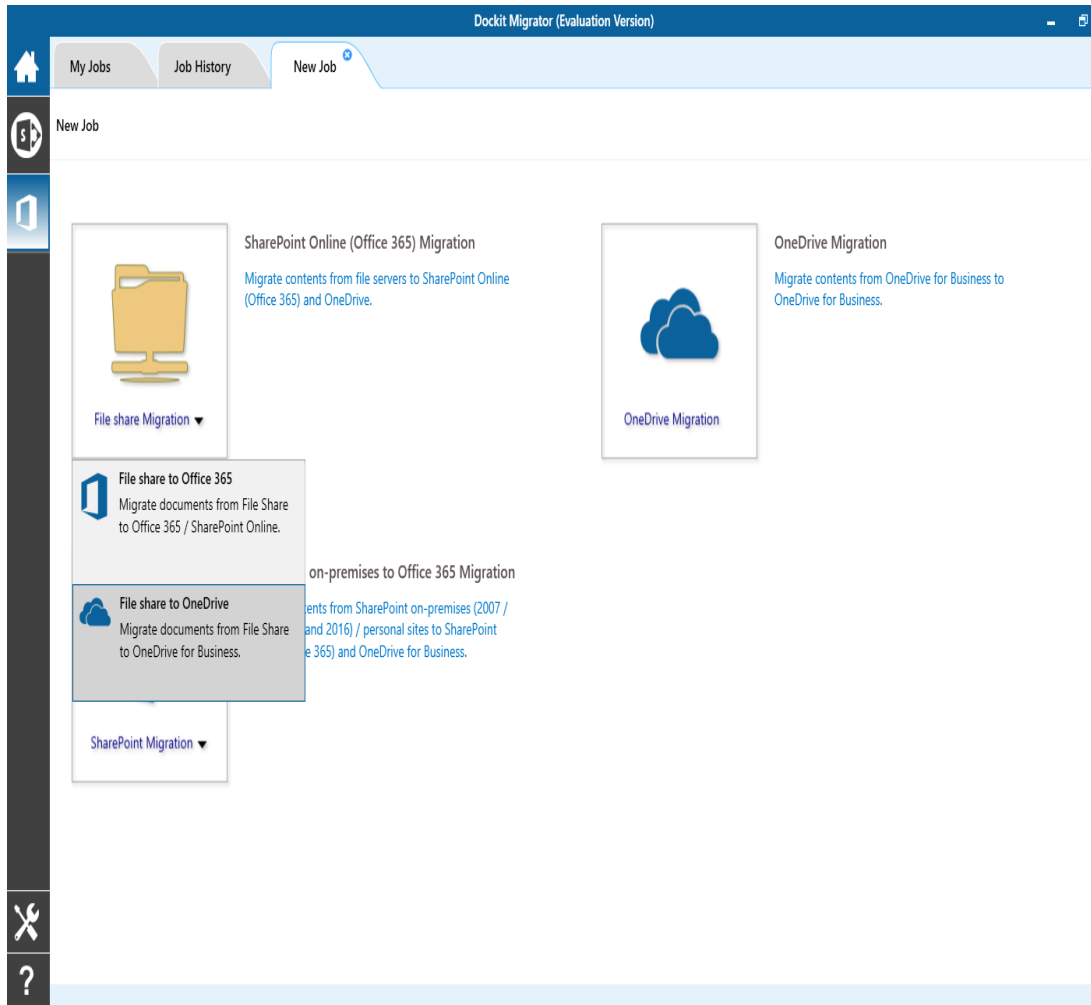 Dockit Migrator (Evaluation Version)
My Jobs
Job History
New Job
New Job
SharePoint Online (Office 365) Migration
Migrate contents from file servers to SharePoint Online
(Office 365) and OneDrive.
File share Migration
OneDrive Migration
Migrate contents from OneDrive for Business to
OneDrive for Business.
OneDrive Migration
File share to Office 365
Migrate documents from File Share
to Office 365 / SharePoint Online.
File share to OneDrive
Migrate documents from File Share
to OneDrive for Business.
on-premises to Office 365 Migration
from SharePoint on-premises (2007 /
and 2016) / personal sites to SharePoint
365) and OneDrive for Business.
SharePoint Migration
?